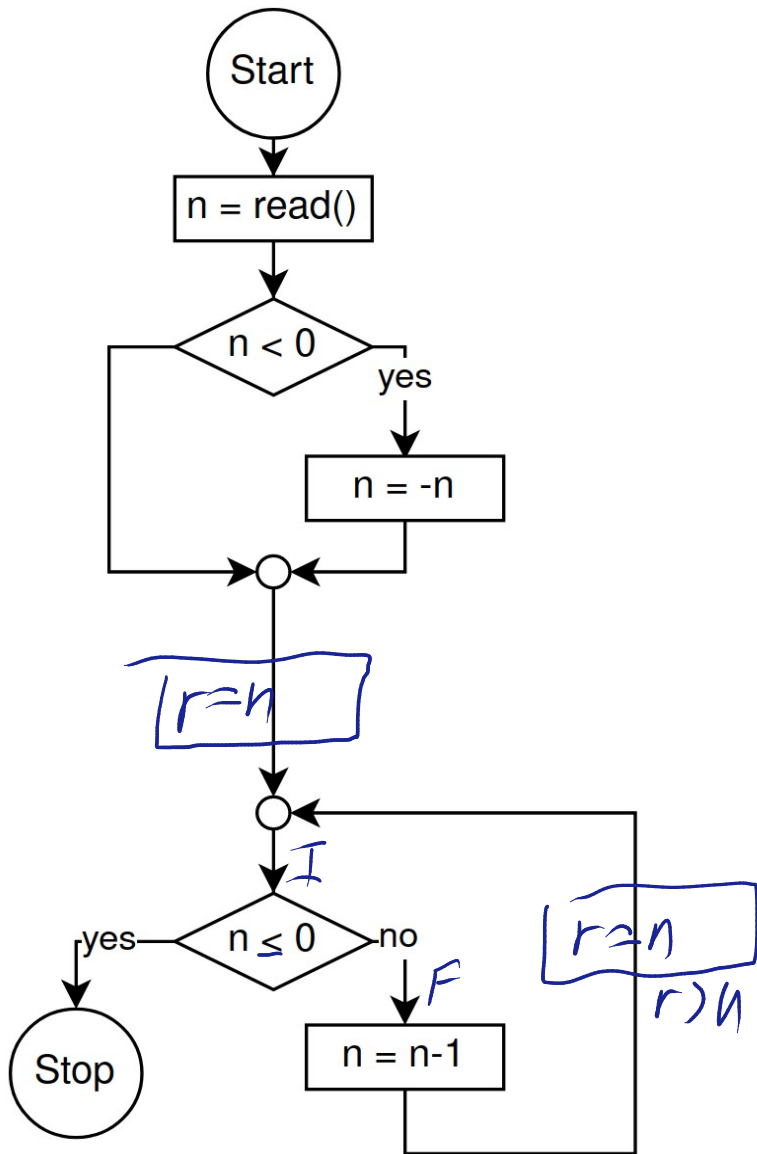 Start
n = read()
n < 0
yes
n = -n
r=n
I
n ≤ 0
yes
no
F
r=n
r>n
n = n-1
Stop